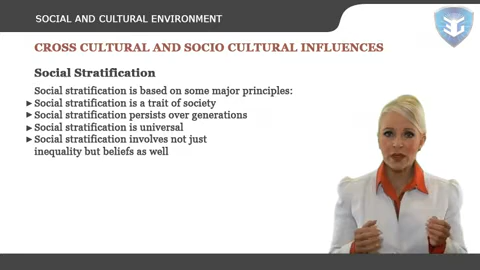 SOCIAL AND CULTURAL ENVIRONMENT
CROSS CULTURAL AND SOCIO CULTURAL INFLUENCES
Social Stratification
Social stratification is based on some major principles:
Social stratification is a trait of society
Social stratification persists over generations
Social stratification is universal
Social stratification involves not just
inequality but beliefs as well